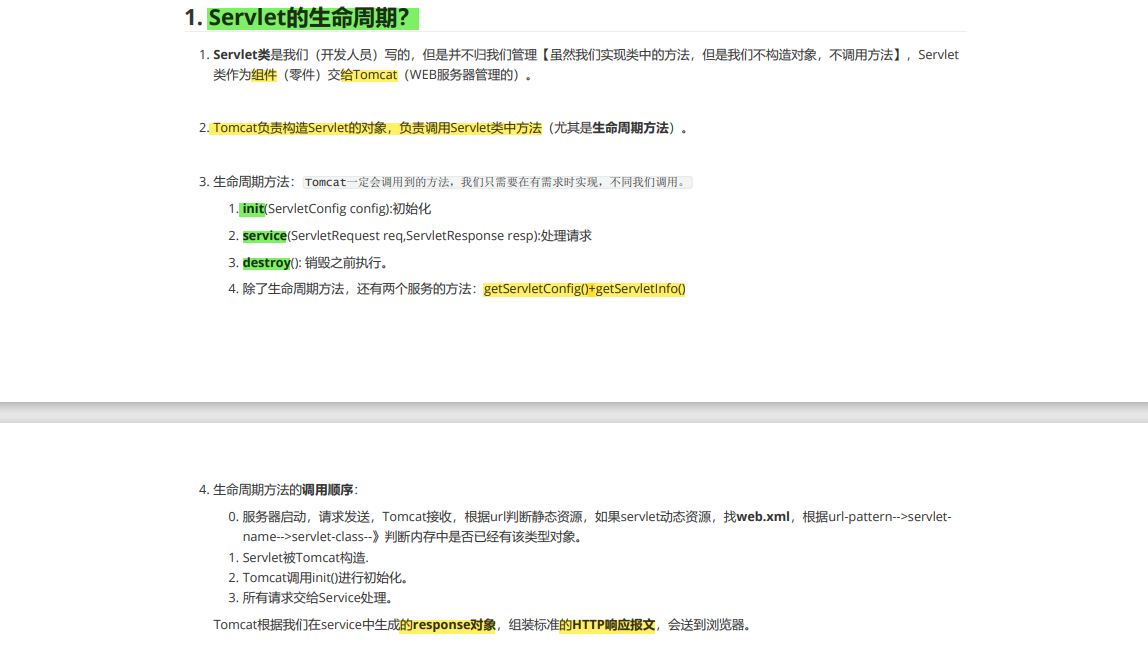 1. Servlet的生命周期?
1. Servlet类是我们（开发人员）写的，但是并不归我们管理【虽然我们实现类中的方法，但是我们不构造对象，不调用方法】，Servlet
类作为组件（零件）交给Tomcat（WEB服务器管理的）。
2. Tomcat负责构造Servlet的对象，负责调用Servlet类中方法（尤其是生命周期方法）。
3. 生命周期方法：Tomcat一定会调用到的方法，我们只需要在有需求时实现，不同我们调用。
1. init(ServletConfig config):初始化
2. service(ServletRequest req,ServletResponse resp):处理请求
3. destroy(): 销毁之前执行。
4. 除了生命周期方法，还有两个服务的方法：getServletConfig()+getServletInfo()
4. 生命周期方法的调用顺序：
0. 服务器启动，请求发送，Tomcat接收，根据url判断静态资源，如果servlet动态资源，找web.xml，根据url-pattern-->servlet-
name-->servlet-class--》判断内存中是否已经有该类型对象。
1. Servlet被Tomcat构造.
2. Tomcat调用init()进行初始化。
3. 所有请求交给Service处理。
Tomcat根据我们在service中生成的response对象，组装标准的HTTP响应报文，会送到浏览器。